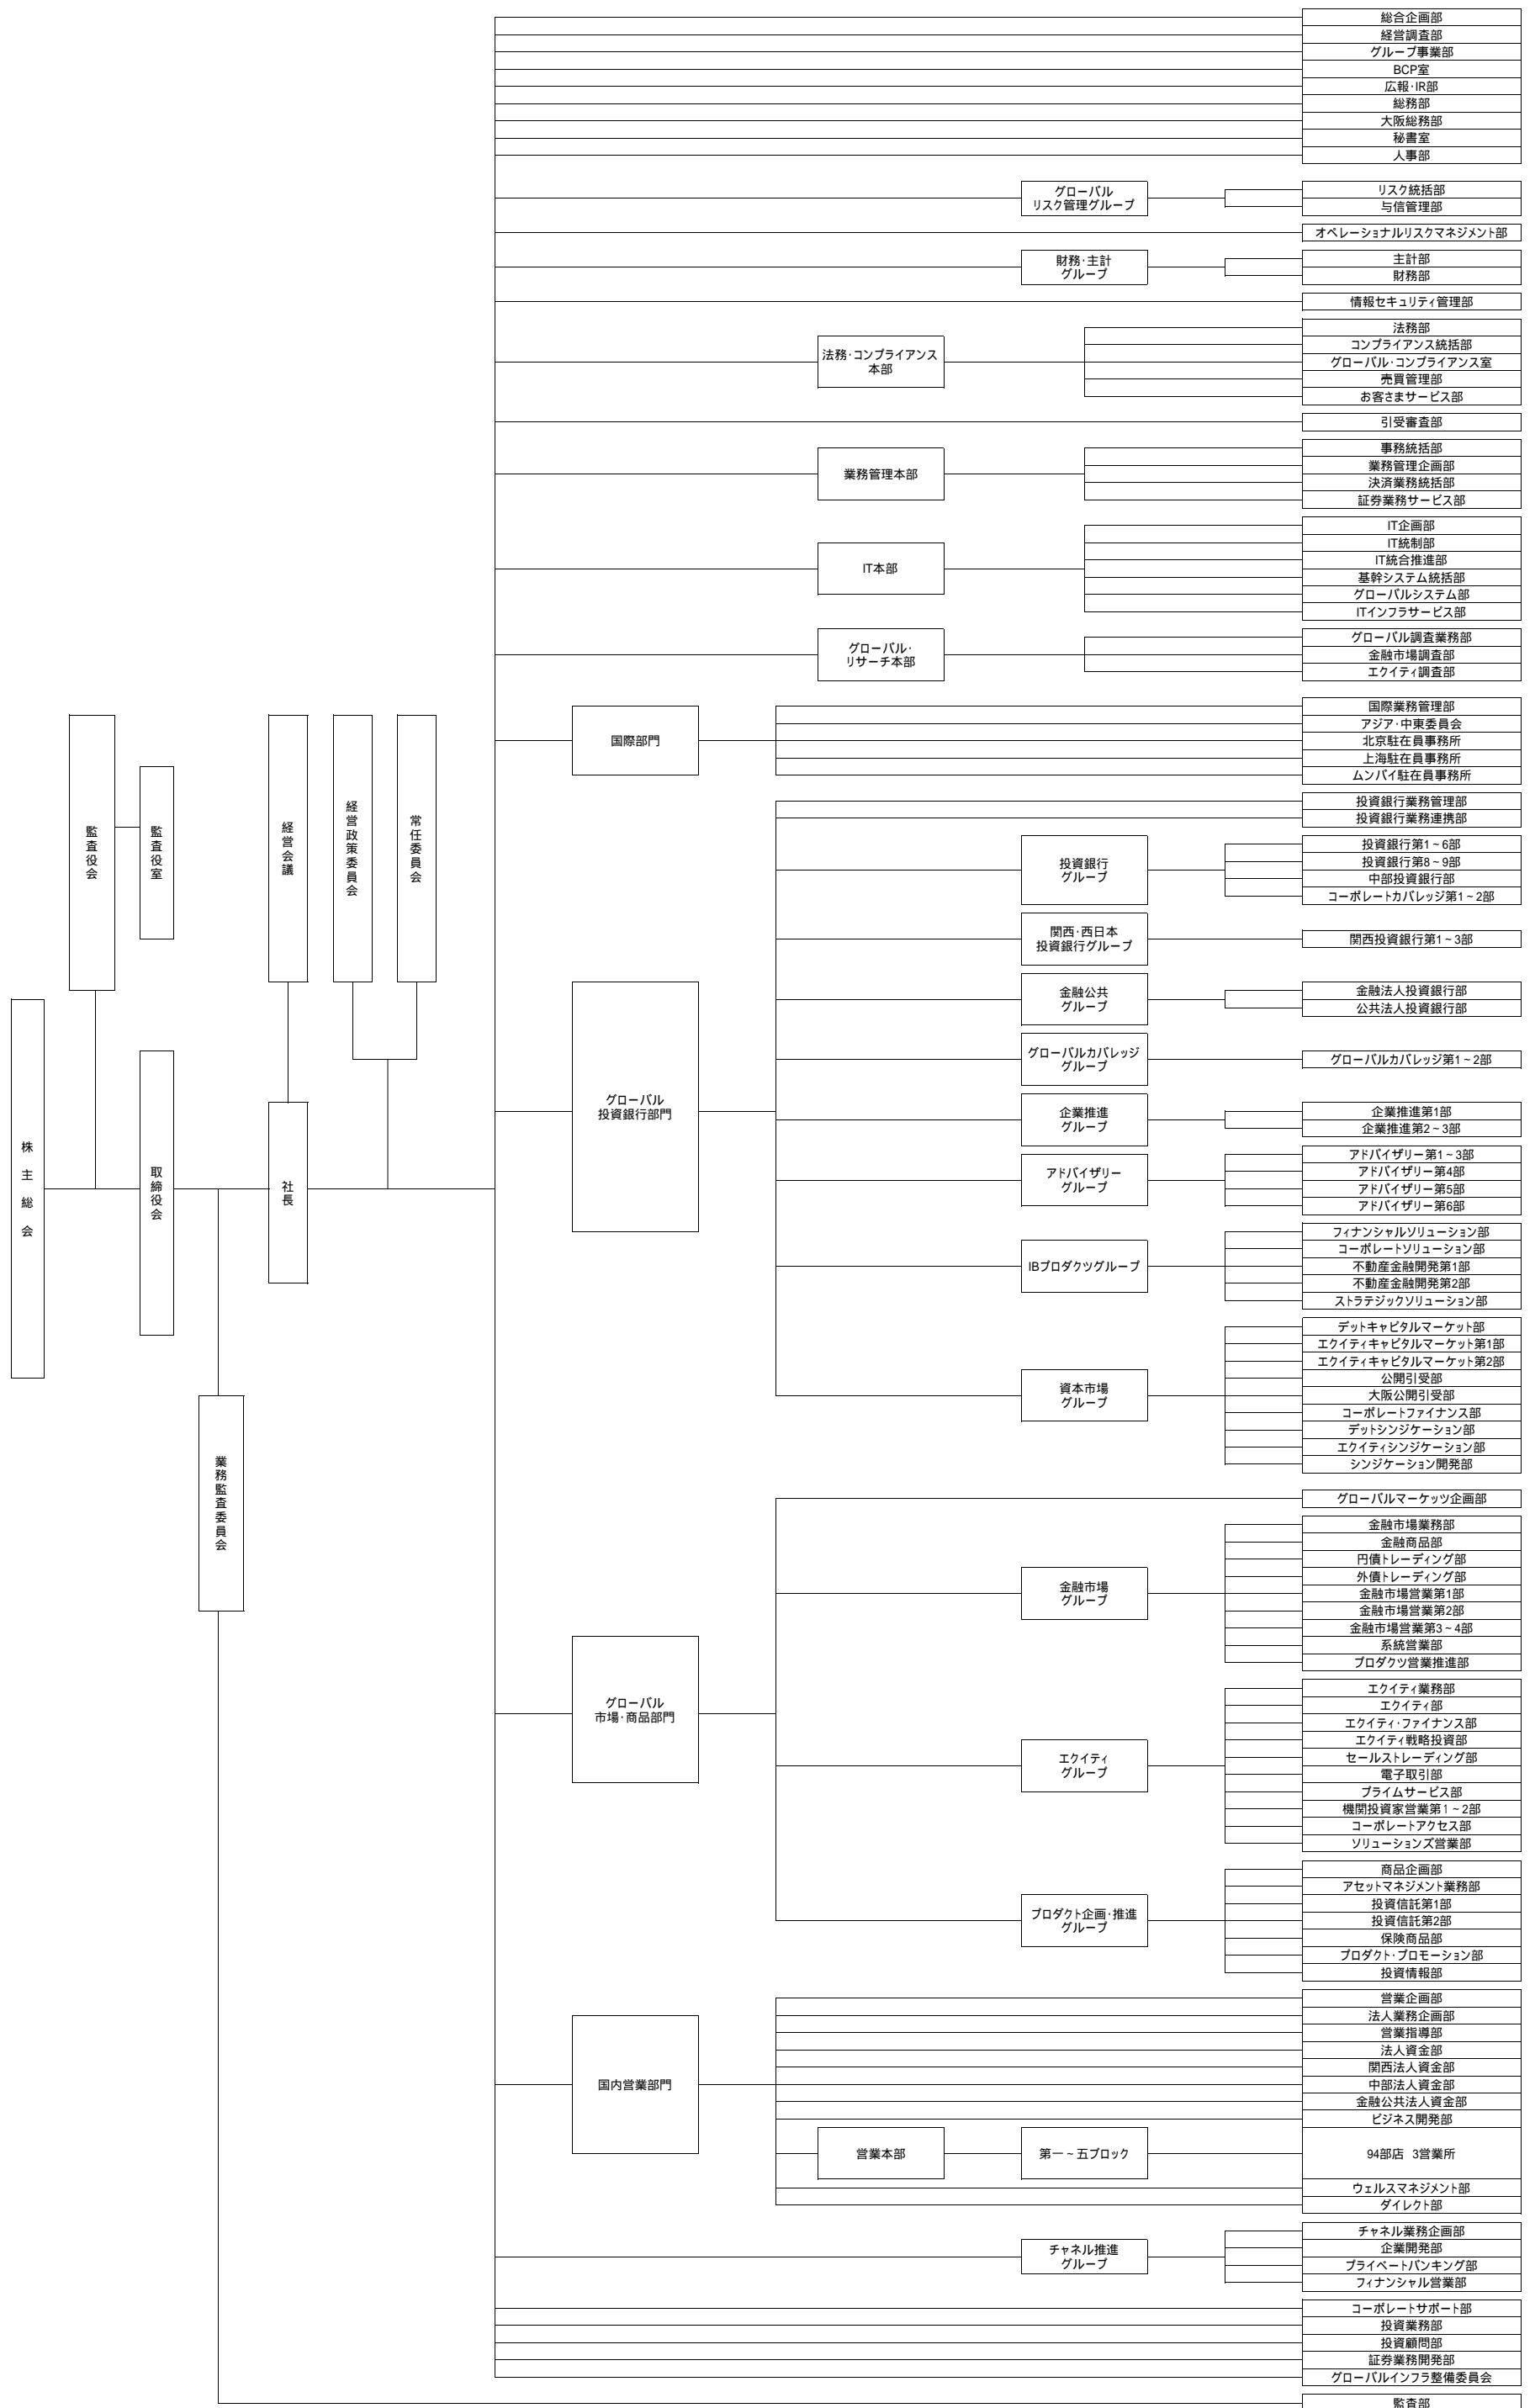 株主総会
監査役会
監査役室
取締役会
業務監査委員会
経営会議
社長
経営政策委員会
常任委員会
総合企画部
経営調査部
グループ事業部
BCP室
広報・IR部
総務部
大阪総務部
秘書室
人事部
グローバル
リスク管理グループ
リスク統括部
与信管理部
オペレーショナルリスクマネジメント部
財務・主計
グループ
主計部
財務部
情報セキュリティ管理部
法務・コンプライアンス
本部
法務部
コンプライアンス統括部
グローバル・コンプライアンス室
売買管理部
お客さまサービス部
引受審査部
業務管理本部
事務統括部
業務管理企画部
決済業務統括部
証券業務サービス部
IT本部
IT企画部
IT統制部
IT統合推進部
基幹システム統括部
グローバルシステム部
ITインフラサービス部
グローバル・
リサーチ本部
グローバル調査業務部
金融市場調査部
エクイティ調査部
国際部門
国際業務管理部
アジア・中東委員会
北京駐在員事務所
上海駐在員事務所
ムンバイ駐在員事務所
グローバル
投資銀行部門
投資銀行業務管理部
投資銀行業務連携部
投資銀行
グループ
投資銀行第1~6部
投資銀行第8~9部
中部投資銀行部
コーポレートカバレッジ第1~2部
関西・西日本
投資銀行グループ
関西投資銀行第1~3部
金融公共
グループ
金融法人投資銀行部
公共法人投資銀行部
グローバルカバレッジ
グループ
グローバルカバレッジ第1~2部
企業推進
グループ
企業推進第1部
企業推進第2~3部
アドバイザリー
グループ
アドバイザリー第1~3部
アドバイザリー第4部
アドバイザリー第5部
アドバイザリー第6部
IBプロダクツグループ
フィナンシャルソリューション部
コーポレートソリューション部
不動産金融開発第1部
不動産金融開発第2部
ストラテジックソリューション部
資本市場
グループ
デットキャピタルマーケット部
エクイティキャピタルマーケット第1部
エクイティキャピタルマーケット第2部
公開引受部
大阪公開引受部
コーポレートファイナンス部
デットシンジケーション部
エクイティシンジケーション部
シンジケーション開発部
グローバル
市場・商品部門
グローバルマーケッツ企画部
金融市場
グループ
金融市場業務部
金融商品部
円債トレーディング部
外債トレーディング部
金融市場営業第1部
金融市場営業第2部
金融市場営業第3~4部
系統営業部
プロダクツ営業推進部
エクイティ
グループ
エクイティ業務部
エクイティ部
エクイティ・ファイナンス部
エクイティ戦略投資部
セールストレーディング部
電子取引部
プライムサービス部
機関投資家営業第1~2部
コーポレートアクセス部
ソリューションズ営業部
プロダクト企画・推進
グループ
商品企画部
アセットマネジメント業務部
投資信託第1部
投資信託第2部
保険商品部
プロダクト・プロモーション部
投資情報部
国内営業部門
営業企画部
法人業務企画部
営業指導部
法人資金部
関西法人資金部
中部法人資金部
金融公共法人資金部
ビジネス開発部
営業本部
第一~五ブロック
94部店 3営業所
ウェルスマネジメント部
ダイレクト部
チャネル推進
グループ
チャネル業務企画部
企業開発部
プライベートバンキング部
フィナンシャル営業部
コーポレートサポート部
投資業務部
投資顧問部
証券業務開発部
グローバルインフラ整備委員会
監査部